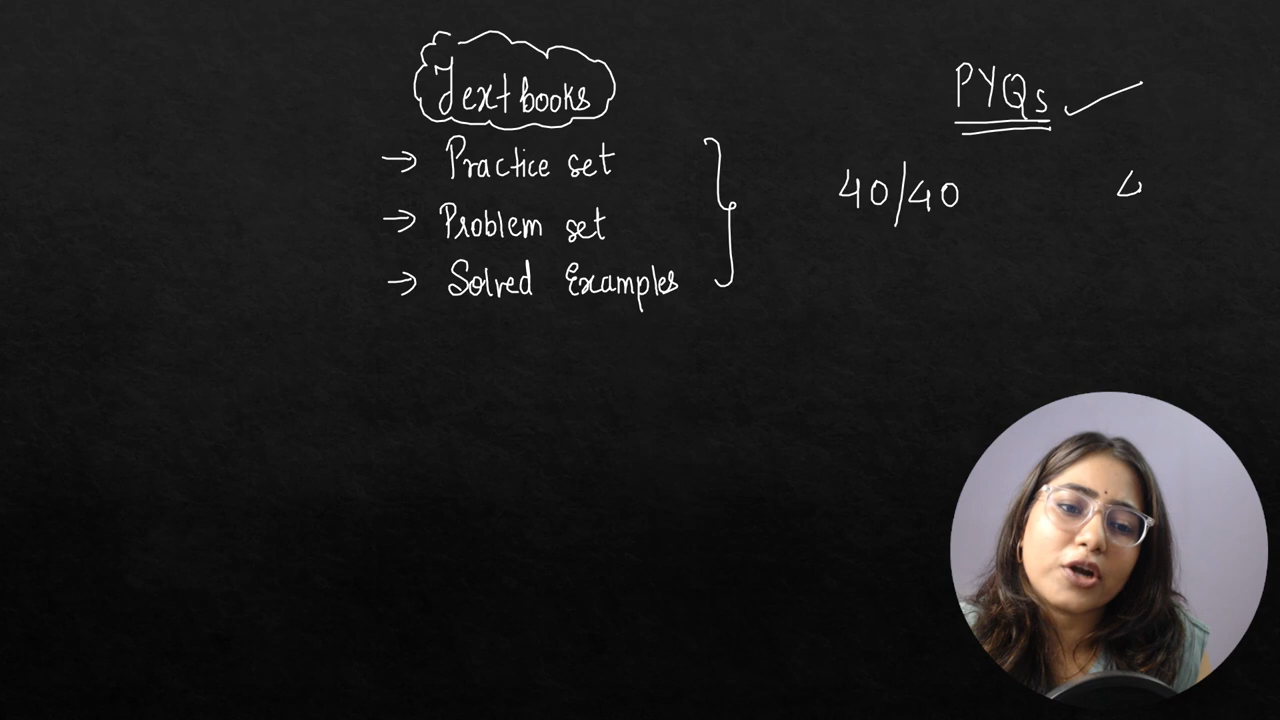 Textbooks
→ Practice set
→ Problem set
→ Solved Examples
PYQs
40/40